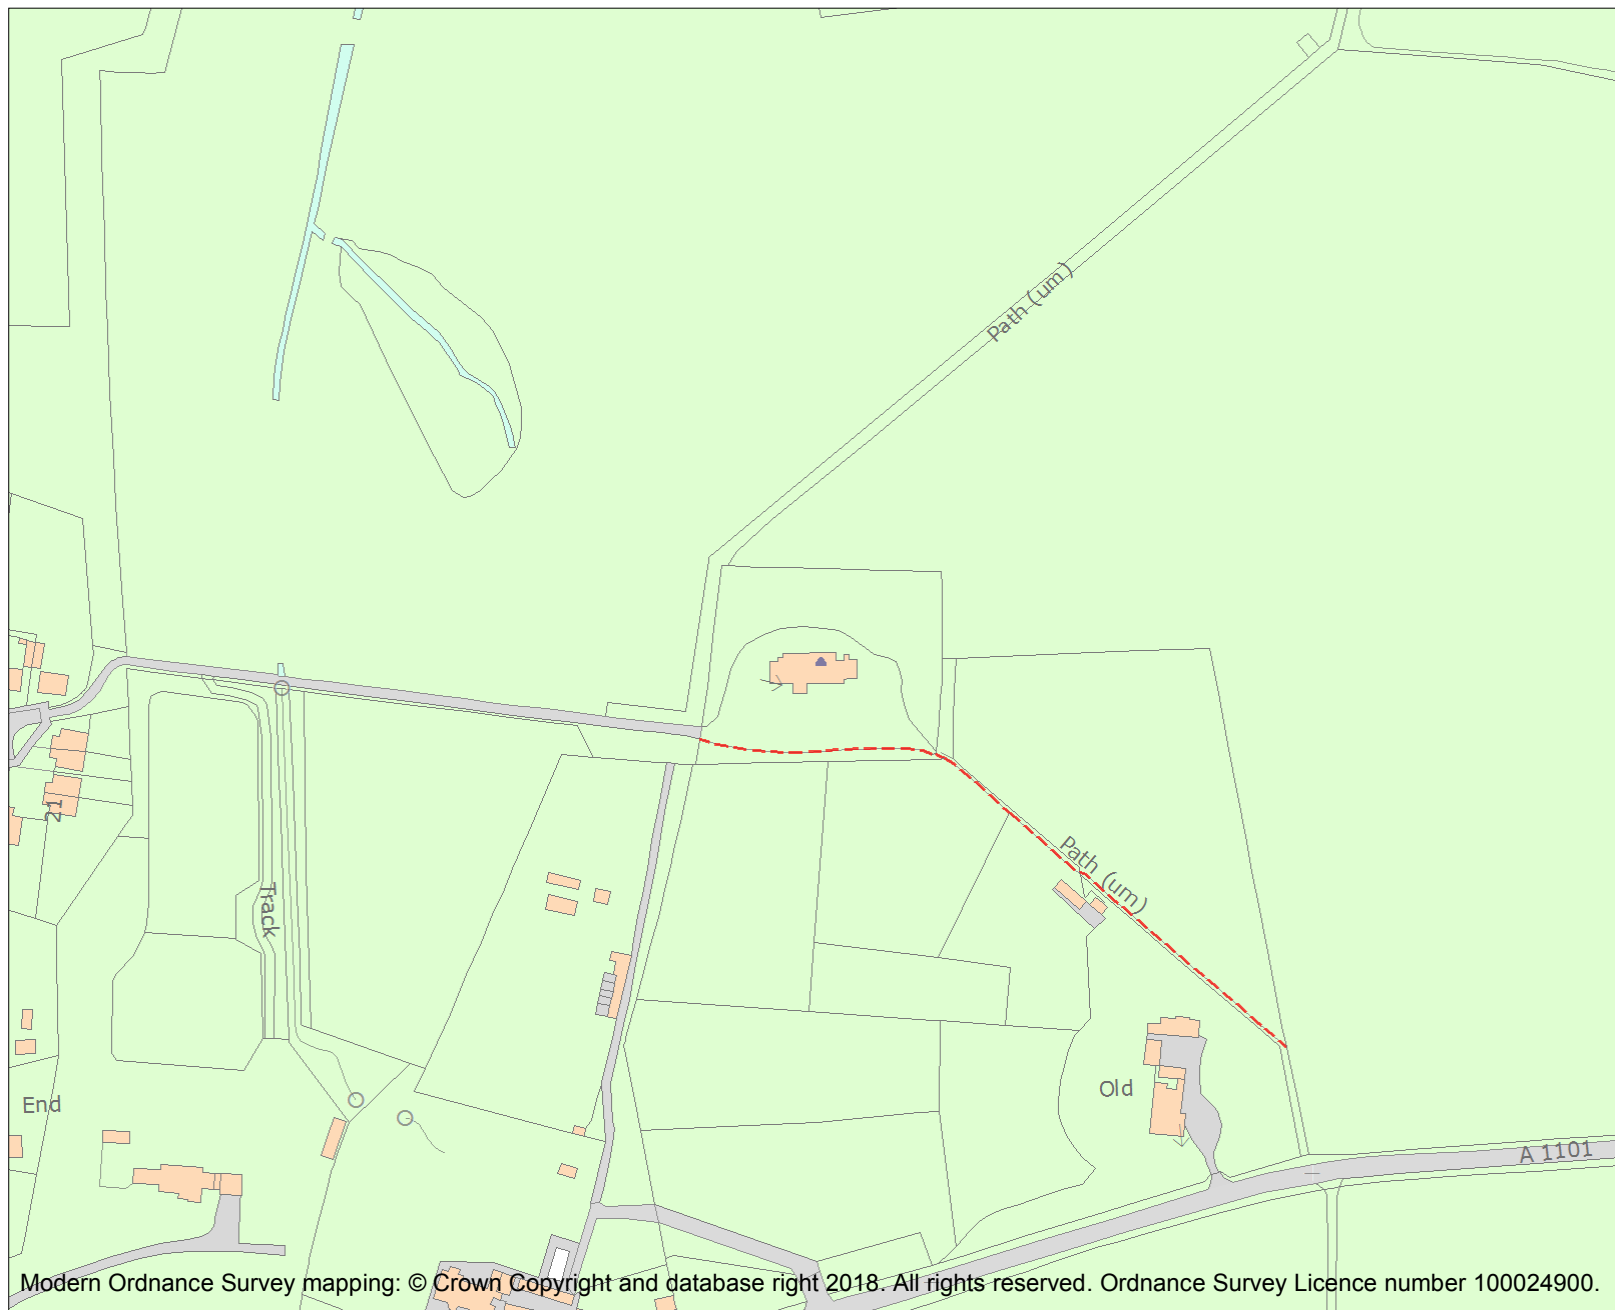 Path (um)
21
Path (um)
Track
Old
End
A 1101
Modern Ordnance Survey mapping: © Crown Copyright and database right 2018. All rights reserved. Ordnance Survey Licence number 100024900.